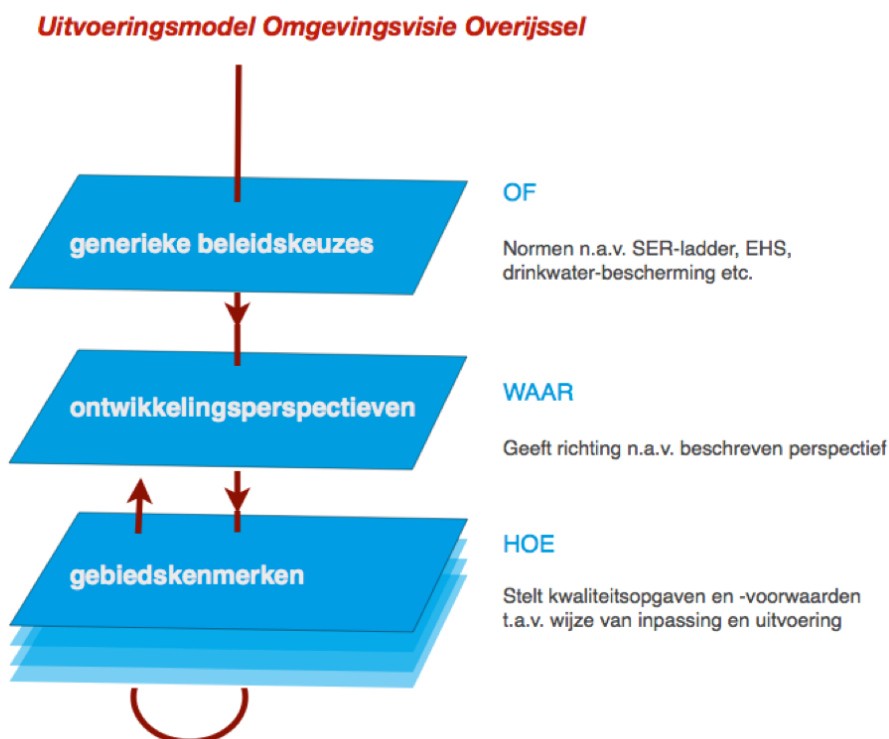 Uitvoeringsmodel Omgevingsvisie Overijssel
generieke beleidskeuzes
OF
Normen n.a.v. SER-ladder, EHS,
drinkwater-bescherming etc.
ontwikkelingsperspectieven
WAAR
Geeft richting n.a.v. beschreven perspectief
gebiedskenmerken
HOE
Stelt kwaliteitsopgaven en -voorwaarden
t.a.v. wijze van inpassing en uitvoering